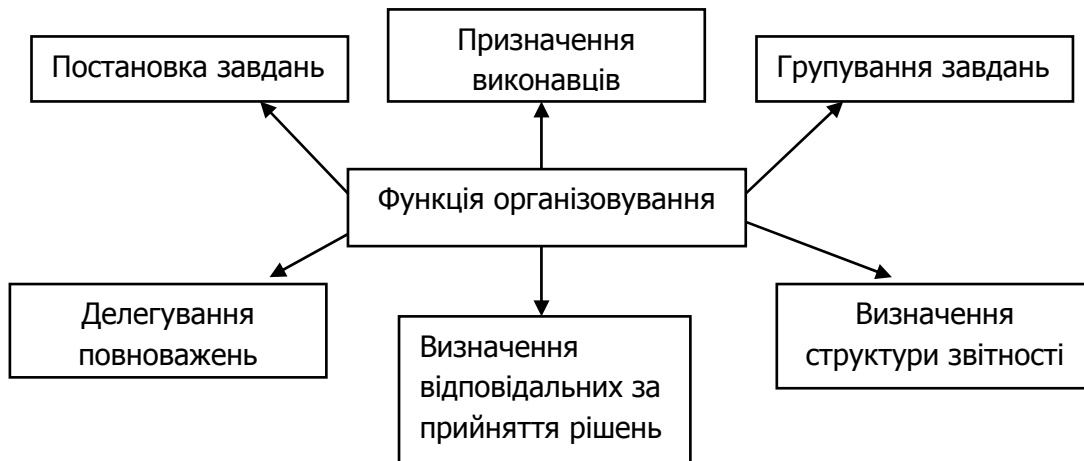 Постановка завдань
Призначення
виконавців
Групування завдань
Функція організовування
Делегування
повноважень
Визначення
відповідальних за
прийняття рішень
Визначення
структури звітності